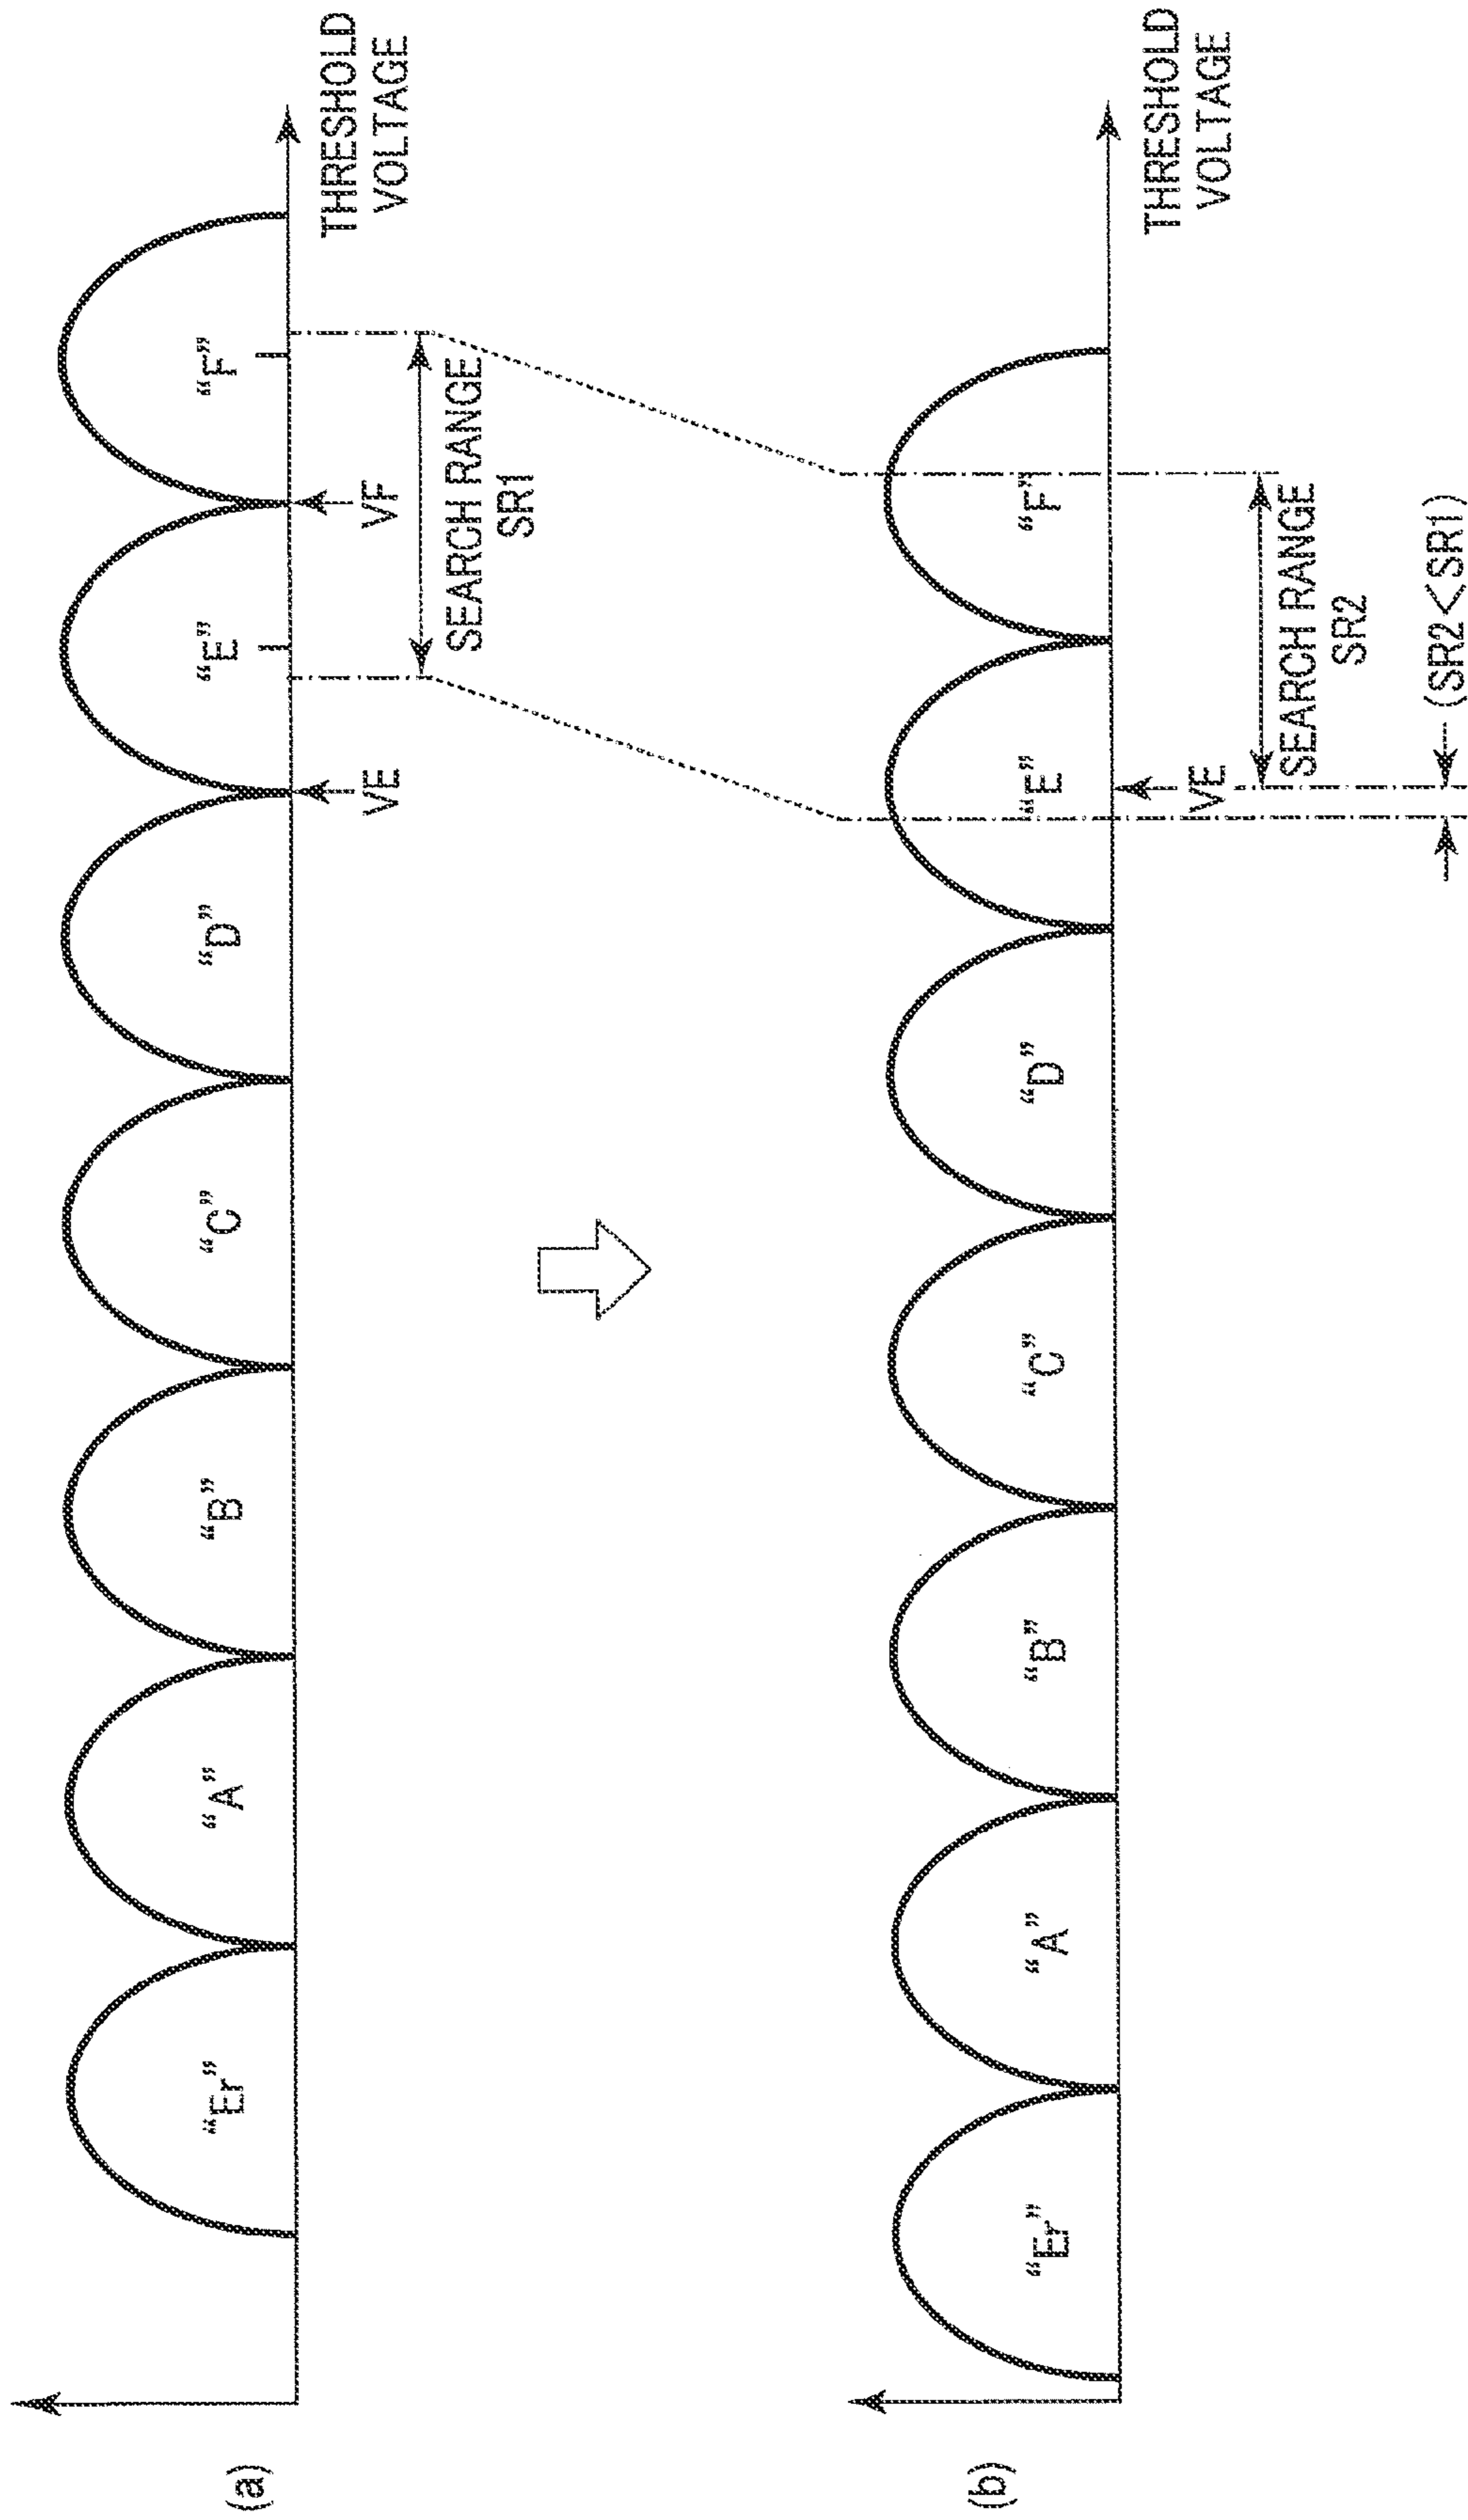 (a)
“Er”
“A”
“B”
“C”
“D”
“E”
“F”
VE
VF
THRESHOLD
VOLTAGE
SEARCH RANGE
SR1
(b)
“Er”
“A”
“B”
“C”
“D”
“E”
“F”
VE
THRESHOLD
VOLTAGE
SEARCH RANGE
SR2
(SR2<SR1)